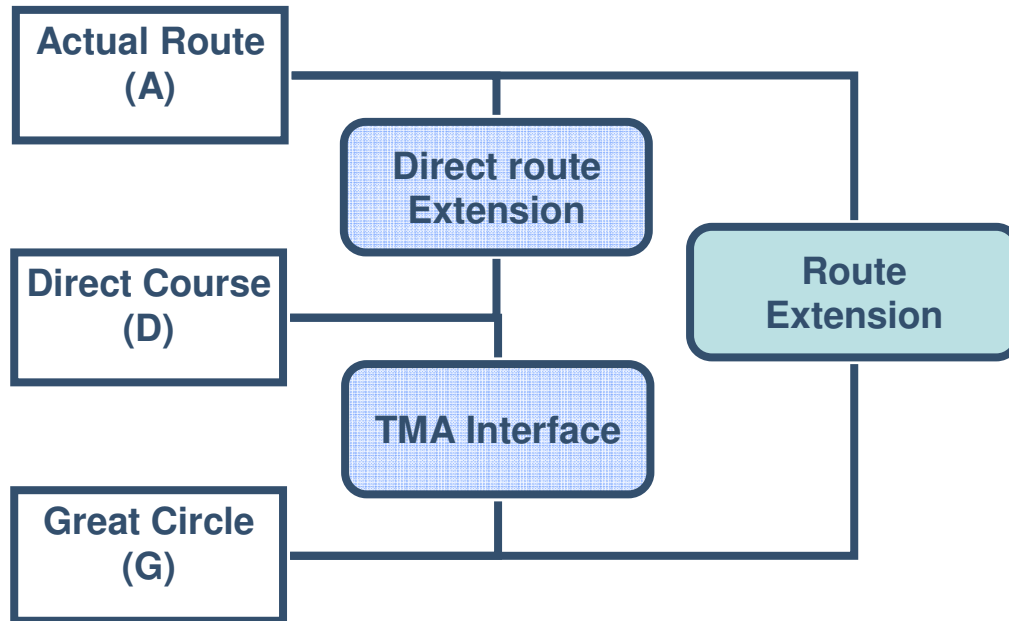 Actual Route
(A)
Direct route
Extension
Route
Extension
Direct Course
(D)
TMA Interface
Great Circle
(G)